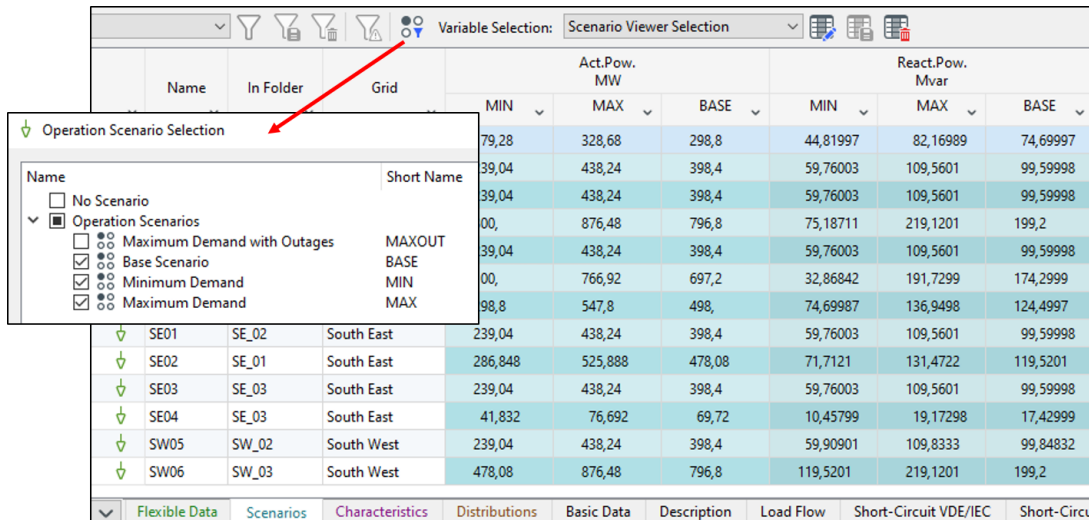 Variable Selection: Scenario Viewer Selection
Act.Pow. React.Pow.
Name In Folder Grid MW Mvar
MIN MAX BASE MIN MAX BASE
Operation Scenario Selection
Name Short Name
No Scenario
Operation Scenarios
Maximum Demand with Outages MAXOUT
Base Scenario BASE
Minimum Demand MIN
Maximum Demand MAX
79,28 328,68 298,8 44,81997 82,16989 74,69997
39,04 438,24 398,4 59,76003 109,5601 99,59998
39,04 438,24 398,4 59,76003 109,5601 99,59998
00, 876,48 796,8 75,18711 219,1201 199,2
39,04 438,24 398,4 59,76003 109,5601 99,59998
00, 766,92 697,2 32,86842 191,7299 174,2999
98,8 547,8 498, 74,69987 136,9498 124,4997
SE01 SE_02 South East 239,04 438,24 398,4 59,76003 109,5601 99,59998
SE02 SE_01 South East 286,848 525,888 478,08 71,7121 131,4722 119,5201
SE03 SE_03 South East 239,04 438,24 398,4 59,76003 109,5601 99,59998
SE04 SE_03 South East 41,832 76,692 69,72 10,45799 19,17298 17,42999
SW05 SW_02 South West 239,04 438,24 398,4 59,90901 109,8333 99,84832
SW06 SW_03 South West 478,08 876,48 796,8 119,5201 219,1201 199,2
Flexible Data Scenarios Characteristics Distributions Basic Data Description Load Flow Short-Circuit VDE/IEC Short-Circ